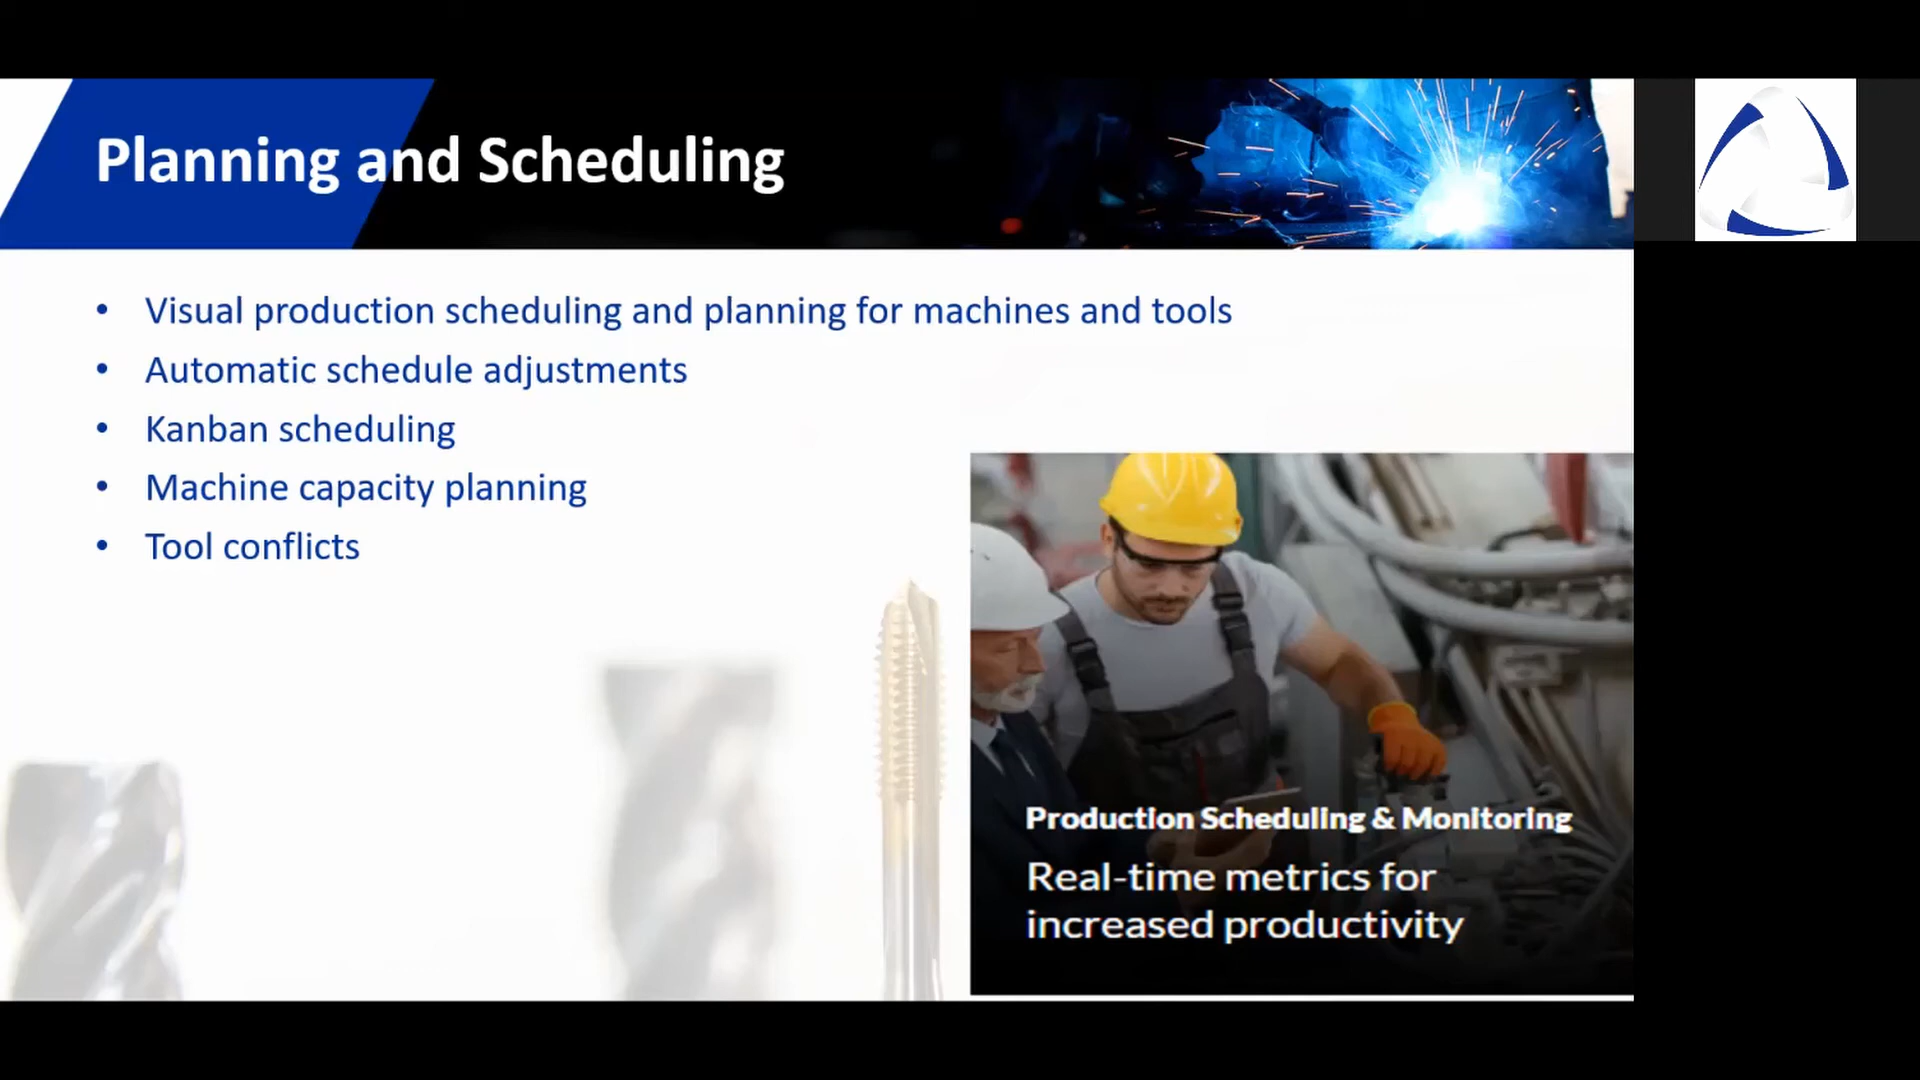 Planning and Scheduling
• Visual production scheduling and planning for machines and tools
• Automatic schedule adjustments
• Kanban scheduling
• Machine capacity planning
• Tool conflicts
Production Scheduling & Monitoring
Real-time metrics for
increased productivity